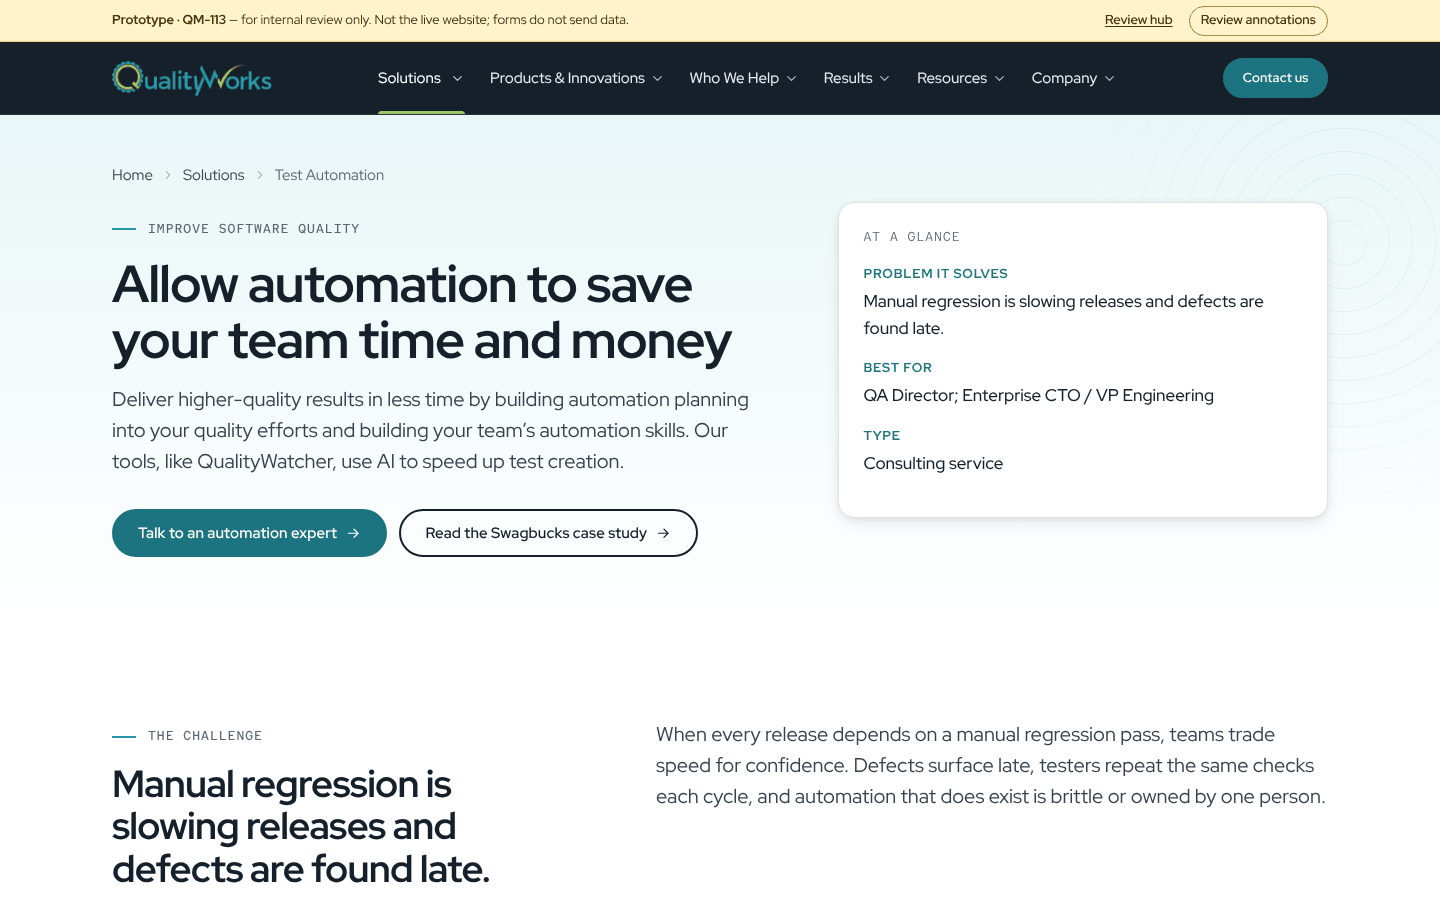 Prototype · QM-113 — for internal review only. Not the live website; forms do not send data.
Review hub
Review annotations
QualityWorks
Solutions
Products & Innovations
Who We Help
Results
Resources
Company
Contact us
Home
Solutions
Test Automation
IMPROVE SOFTWARE QUALITY
Allow automation to save
your team time and money
Deliver higher-quality results in less time by building automation planning
into your quality efforts and building your team’s automation skills. Our
tools, like QualityWatcher, use AI to speed up test creation.
Talk to an automation expert →
Read the Swagbucks case study →
AT A GLANCE
PROBLEM IT SOLVES
Manual regression is slowing releases and defects are
found late.
BEST FOR
QA Director; Enterprise CTO / VP Engineering
TYPE
Consulting service
THE CHALLENGE
Manual regression is
slowing releases and
defects are found late.
When every release depends on a manual regression pass, teams trade
speed for confidence. Defects surface late, testers repeat the same checks
each cycle, and automation that does exist is brittle or owned by one person.